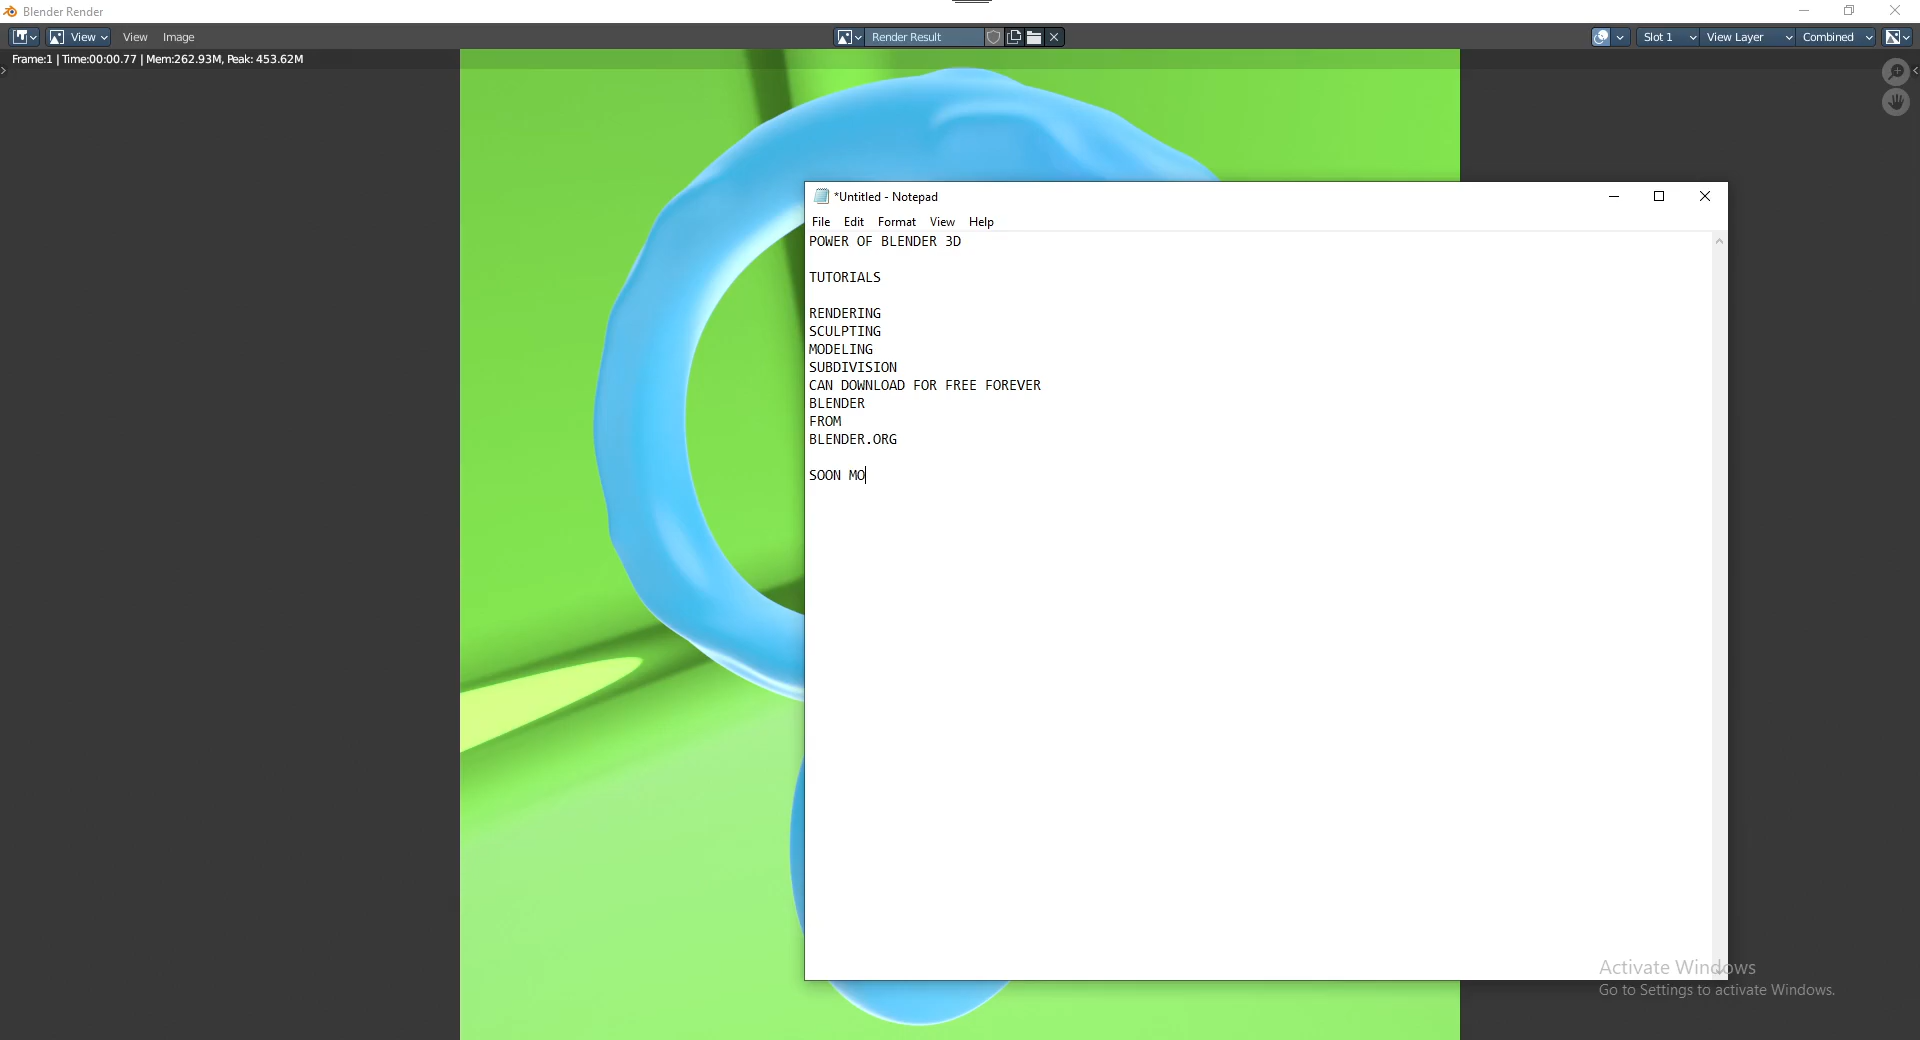 Blender Render
View View Image Render Result Slot 1 View Layer Combined
Frame:1 | Time:00:00.77 | Mem:262.93M, Peak: 453.62M
*Untitled - Notepad
File Edit Format View Help
POWER OF BLENDER 3D
TUTORIALS
RENDERING
SCULPTING
MODELING
SUBDIVISION
CAN DOWNLOAD FOR FREE FOREVER
BLENDER
FROM
BLENDER.ORG
SOON MO
Activate Windows
Go to Settings to activate Windows.